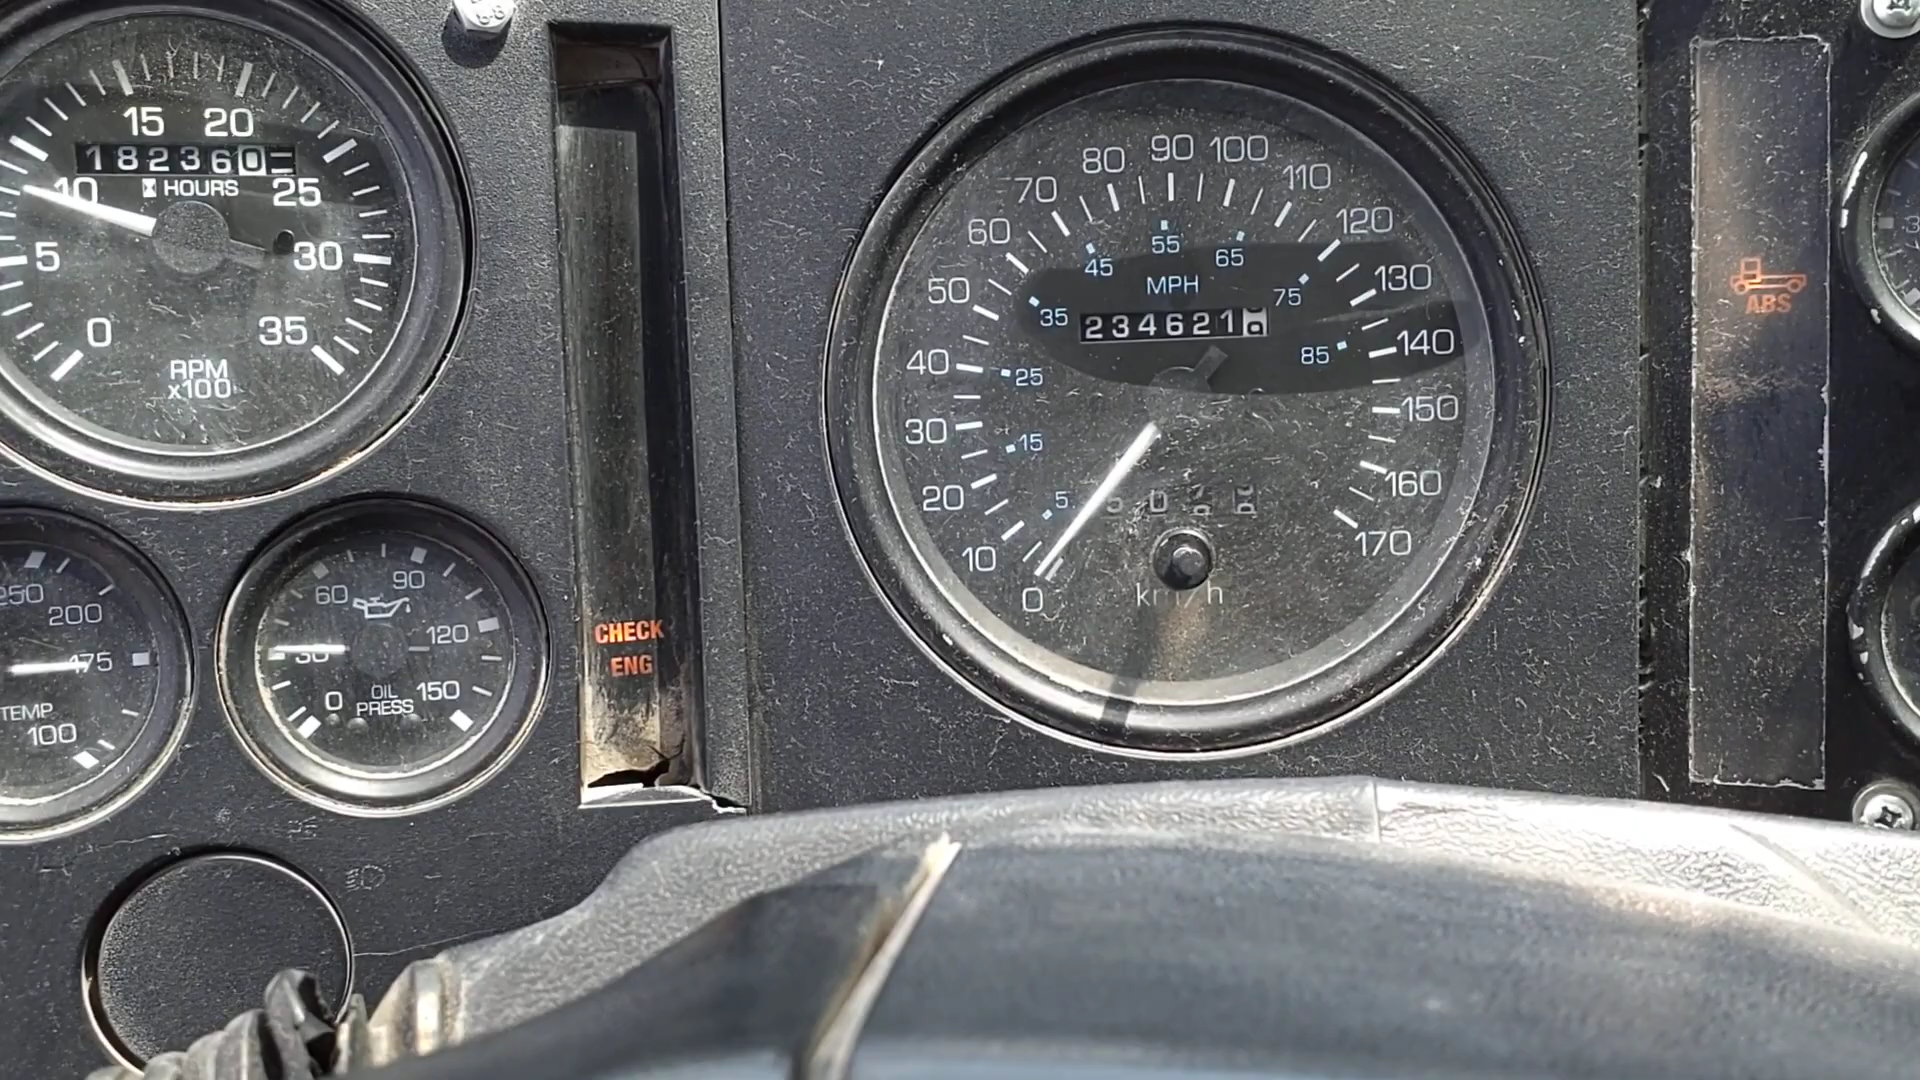 68
15 20
182360
10 HOURS 25
5 30
0 35
RPM
x100
250
200
175
TEMP
100
60 90
30 120
0 OIL 150
PRESS
CHECK
ENG
80 90 100
70 110
60 120
50 130
40 140
30 150
20 160
10 170
0
45 55 65
35 75
25 85
15
5
MPH
234621
km/h
ABS